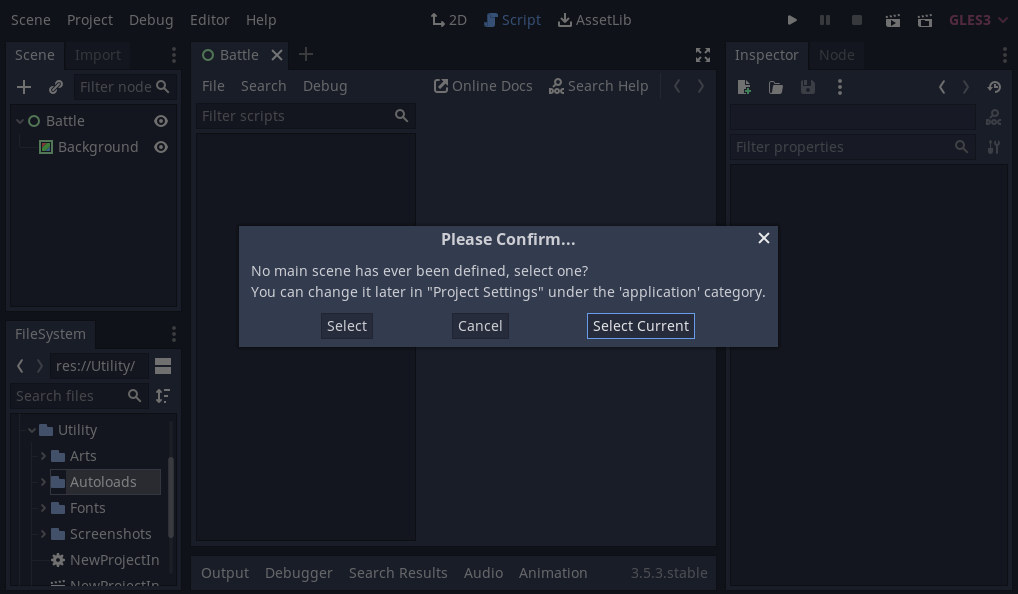 Scene Project Debug Editor Help 2D Script AssetLib GLES3
Scene Import
Filter node
Battle
Background
FileSystem
res://Utility/
Search files
Utility
Arts
Autoloads
Fonts
Screenshots
NewProjectIn
NewProjectIn
Battle
File Search Debug Online Docs Search Help
Filter scripts
Please Confirm...
No main scene has ever been defined, select one?
You can change it later in "Project Settings" under the 'application' category.
Select Cancel Select Current
Output Debugger Search Results Audio Animation 3.5.3.stable
Inspector Node
DOC
Filter properties